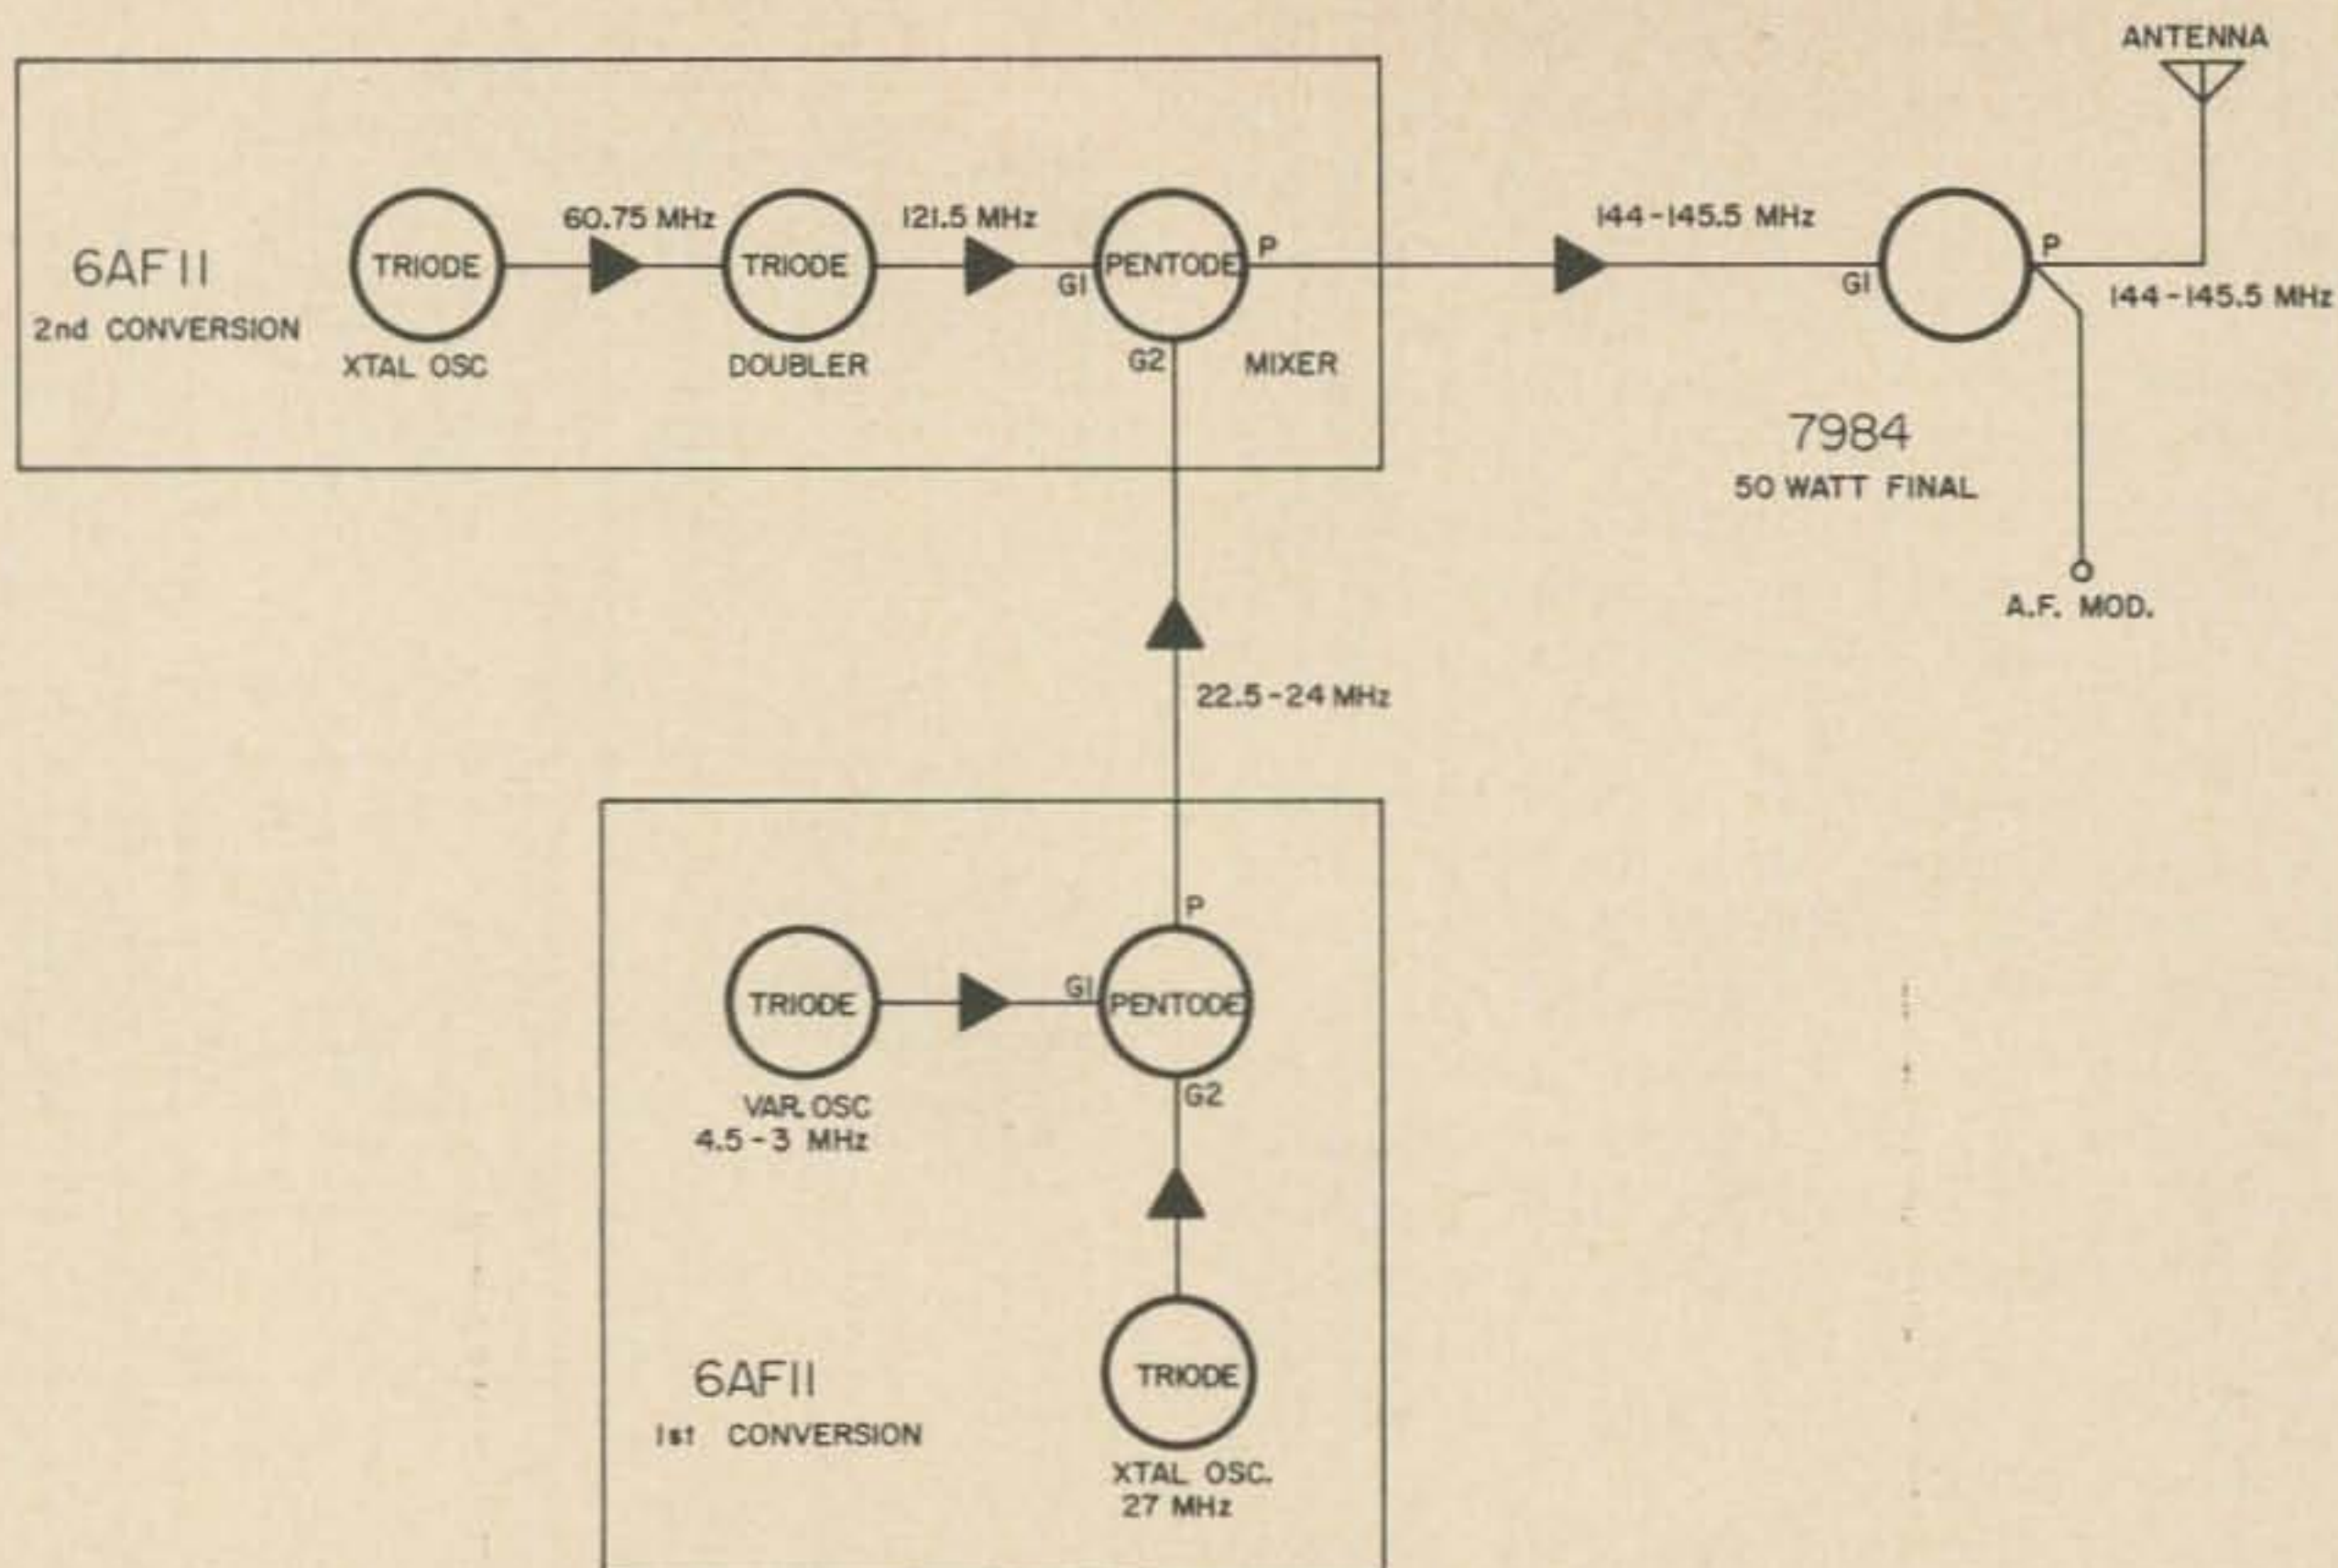 ANTENNA
6AF11
2nd CONVERSION
TRIODE
XTAL OSC
60.75 MHz
TRIODE
DOUBLER
121.5 MHz
G1
PENTODE
P
G2
MIXER
144-145.5 MHz
G1
P
144-145.5 MHz
7984
50 WATT FINAL
A.F. MOD.
22.5-24 MHz
P
TRIODE
G1
PENTODE
VAR. OSC
4.5-3 MHz
G2
6AF11
1st CONVERSION
TRIODE
XTAL OSC.
27 MHz